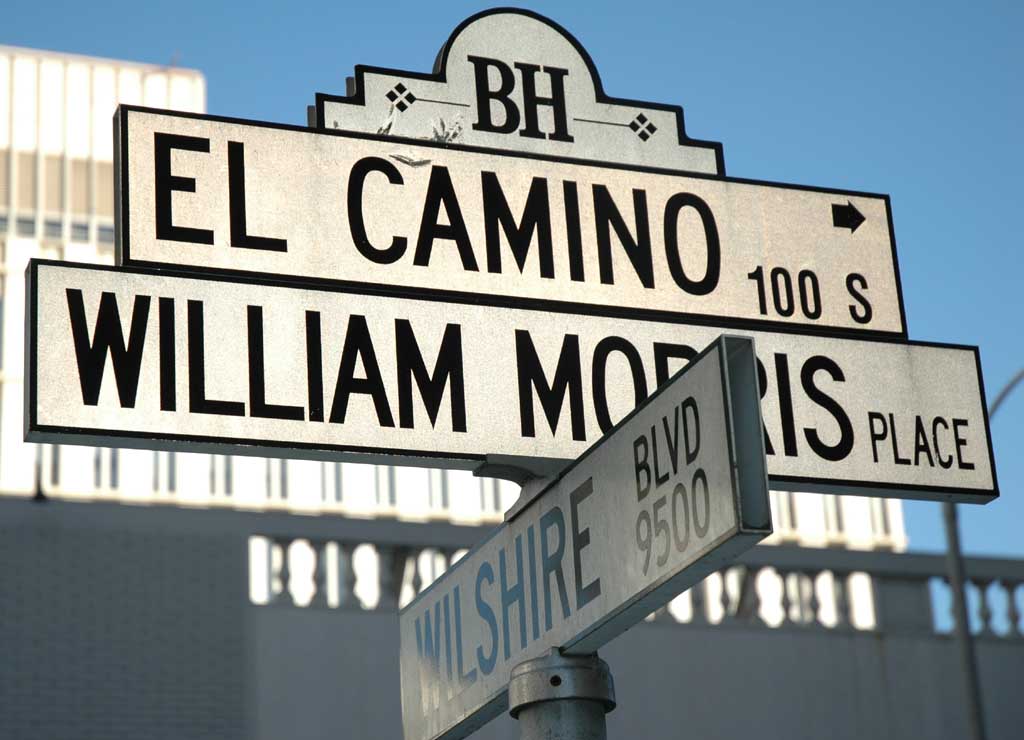 BH
EL CAMINO
100 S
WILLIAM MORRIS PLACE
WILSHIRE BLVD
9500